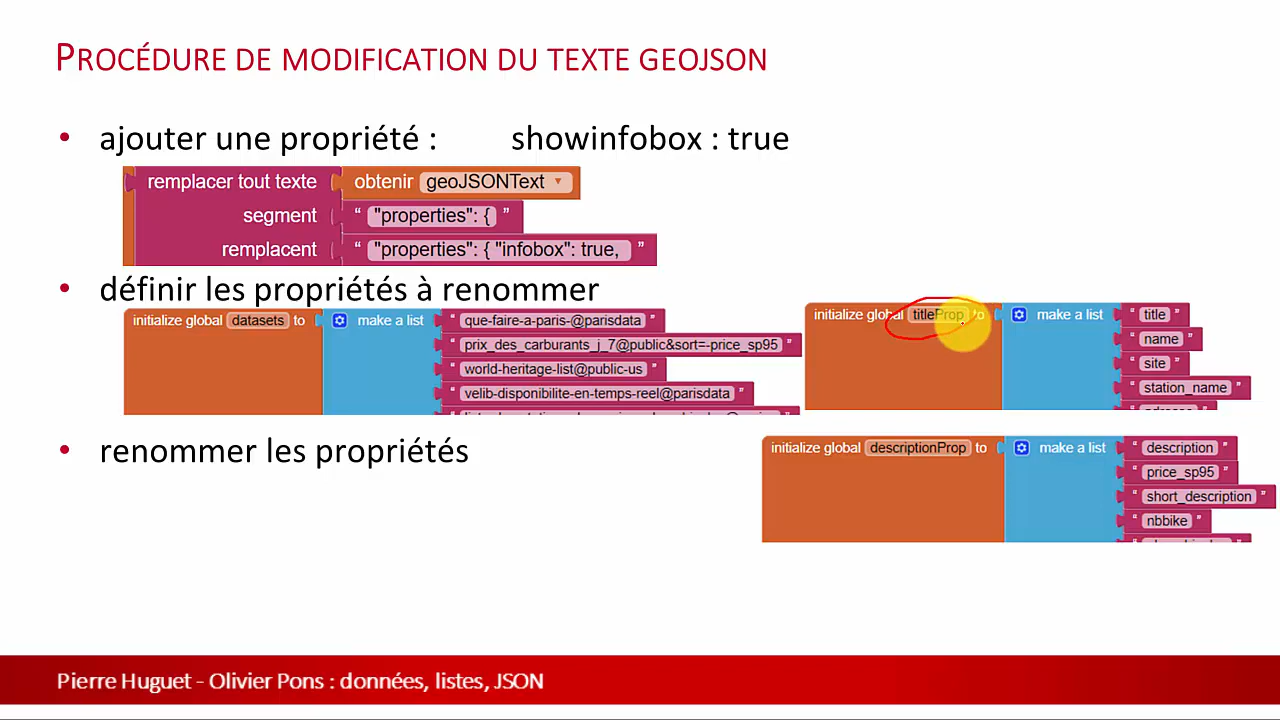 PROCÉDURE DE MODIFICATION DU TEXTE GEOJSON
• ajouter une propriété : showinfobox : true
remplacer tout texte obtenir geoJSONText
segment “ "properties": { ”
remplacent “ "properties": { "infobox": true, ”
• définir les propriétés à renommer
initialize global datasets to make a list “ que-faire-a-paris-@parisdata ”
“ prix_des_carburants_j_7@public&sort=-price_sp95
“ world-heritage-list@public-us ”
“ velib-disponibilite-en-temps-reel@parisdata ”
initialize global titleProp to make a list “ title ”
“ name ”
“ site ”
“ station_name ”
• renommer les propriétés
initialize global descriptionProp to make a list “ description ”
“ price_sp95 ”
“ short_description ”
“ nbbike ”
Pierre Huguet - Olivier Pons : données, listes, JSON